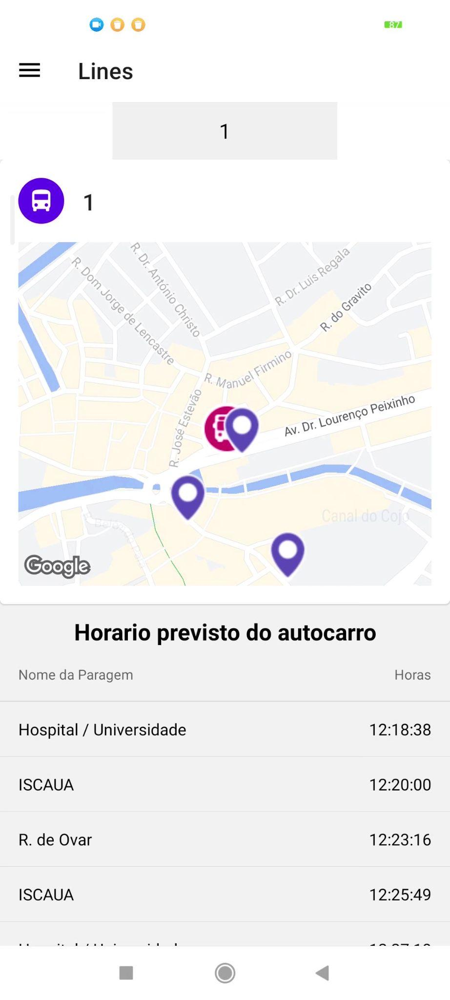 87
Lines
1
1
R. Dom Jorge de Lencastre
R. Dr. António Christo
R. Dr. Luis Regala
R. do Gravito
R. Manuel Firmino
R. José Estevão
Av. Dr. Lourenço Peixinho
Canal do Cojo
Google
Horario previsto do autocarro
Nome da Paragem Horas
Hospital / Universidade 12:18:38
ISCAUA 12:20:00
R. de Ovar 12:23:16
ISCAUA 12:25:49